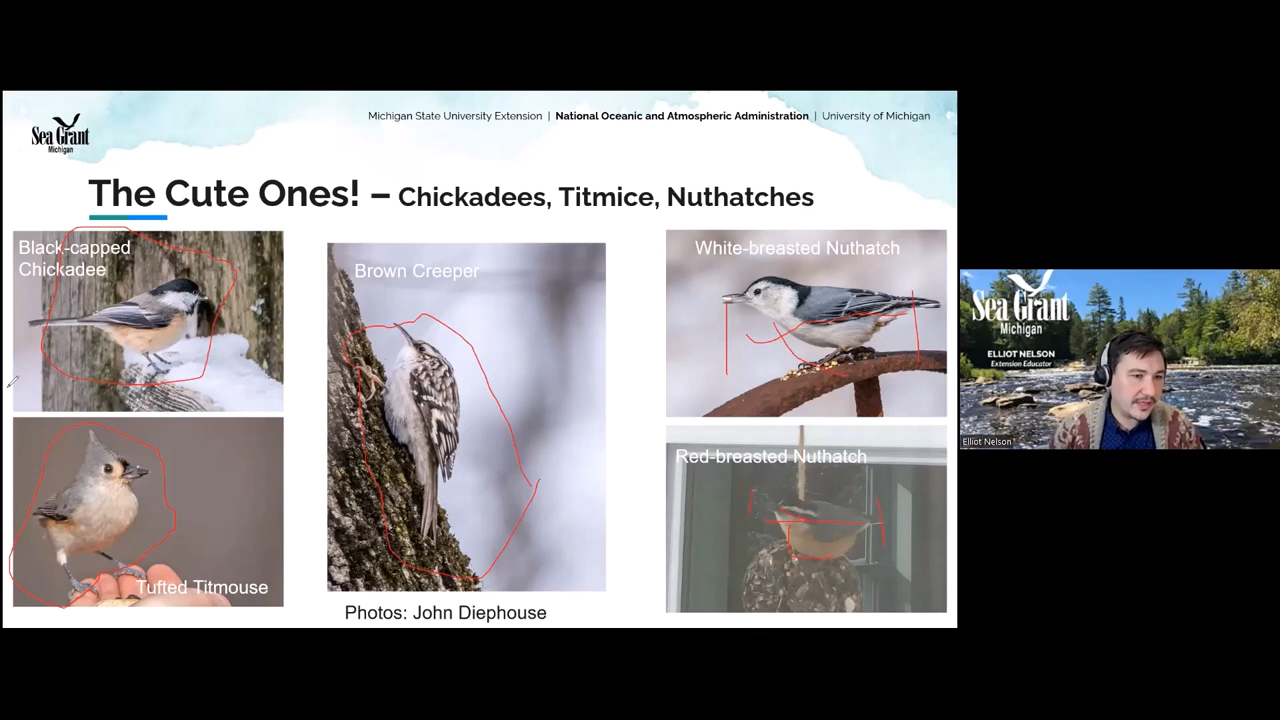 Sea Grant
Michigan
Michigan State University Extension | National Oceanic and Atmospheric Administration | University of Michigan
The Cute Ones! – Chickadees, Titmice, Nuthatches
Black-capped
Chickadee
Brown Creeper
White-breasted Nuthatch
Tufted Titmouse
Red-breasted Nuthatch
Photos: John Diephouse
Sea Grant
Michigan
ELLIOT NELSON
Extension Educator
Elliot Nelson